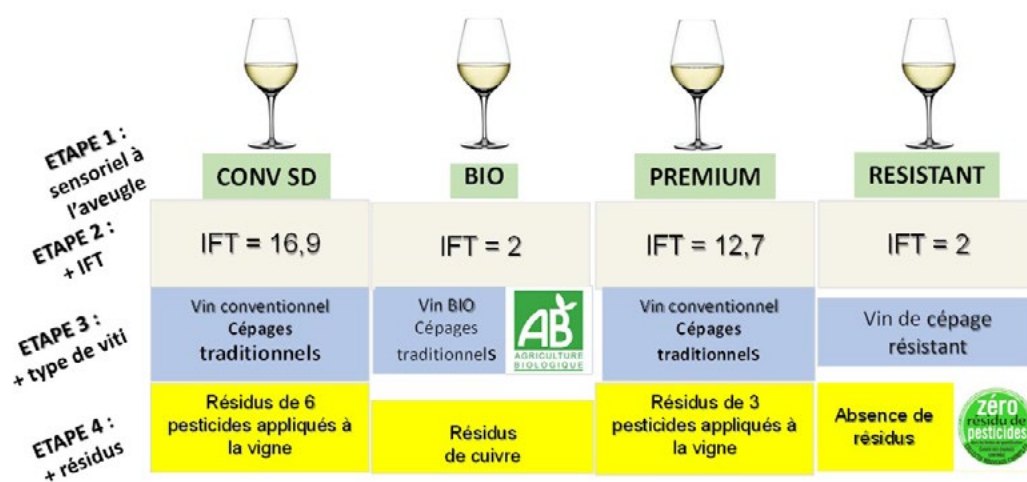 ETAPE 1 :
sensoriel à
l'aveugle
CONV SD
BIO
PREMIUM
RESISTANT
ETAPE 2 :
+ IFT
IFT = 16,9
IFT = 2
IFT = 12,7
IFT = 2
ETAPE 3 :
+ type de viti
Vin conventionnel
Cépages
traditionnels
Vin BIO
Cépages
traditionnels
AB
AGRICULTURE
BIOLOGIQUE
Vin conventionnel
Cépages
traditionnels
Vin de cépage
résistant
ETAPE 4 :
+ résidus
Résidus de 6
pesticides appliqués à
la vigne
Résidus
de cuivre
Résidus de 3
pesticides appliqués à
la vigne
Absence de
résidus
zéro
résidu de
pesticides